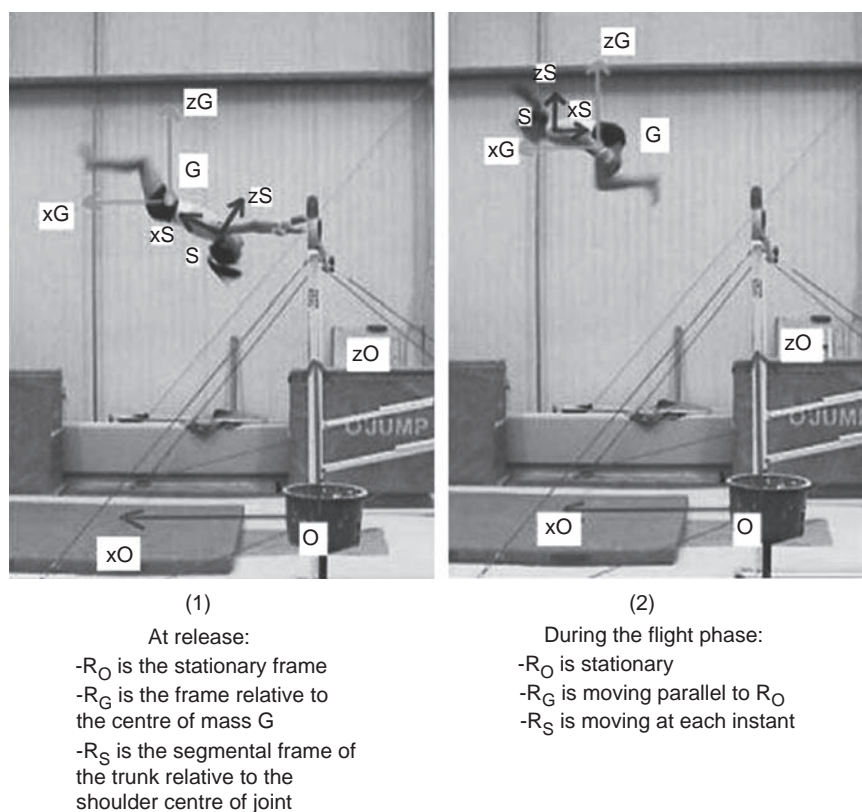 zG
G
xG
zS
xS
S
zO
OJUMP
xO
O
zG
zS
xS
S
G
xG
zO
OJUM
xO
O
(1)
At release:
-R_O is the stationary frame
-R_G is the frame relative to
the centre of mass G
-R_S is the segmental frame of
the trunk relative to the
shoulder centre of joint
(2)
During the flight phase:
-R_O is stationary
-R_G is moving parallel to R_O
-R_S is moving at each instant